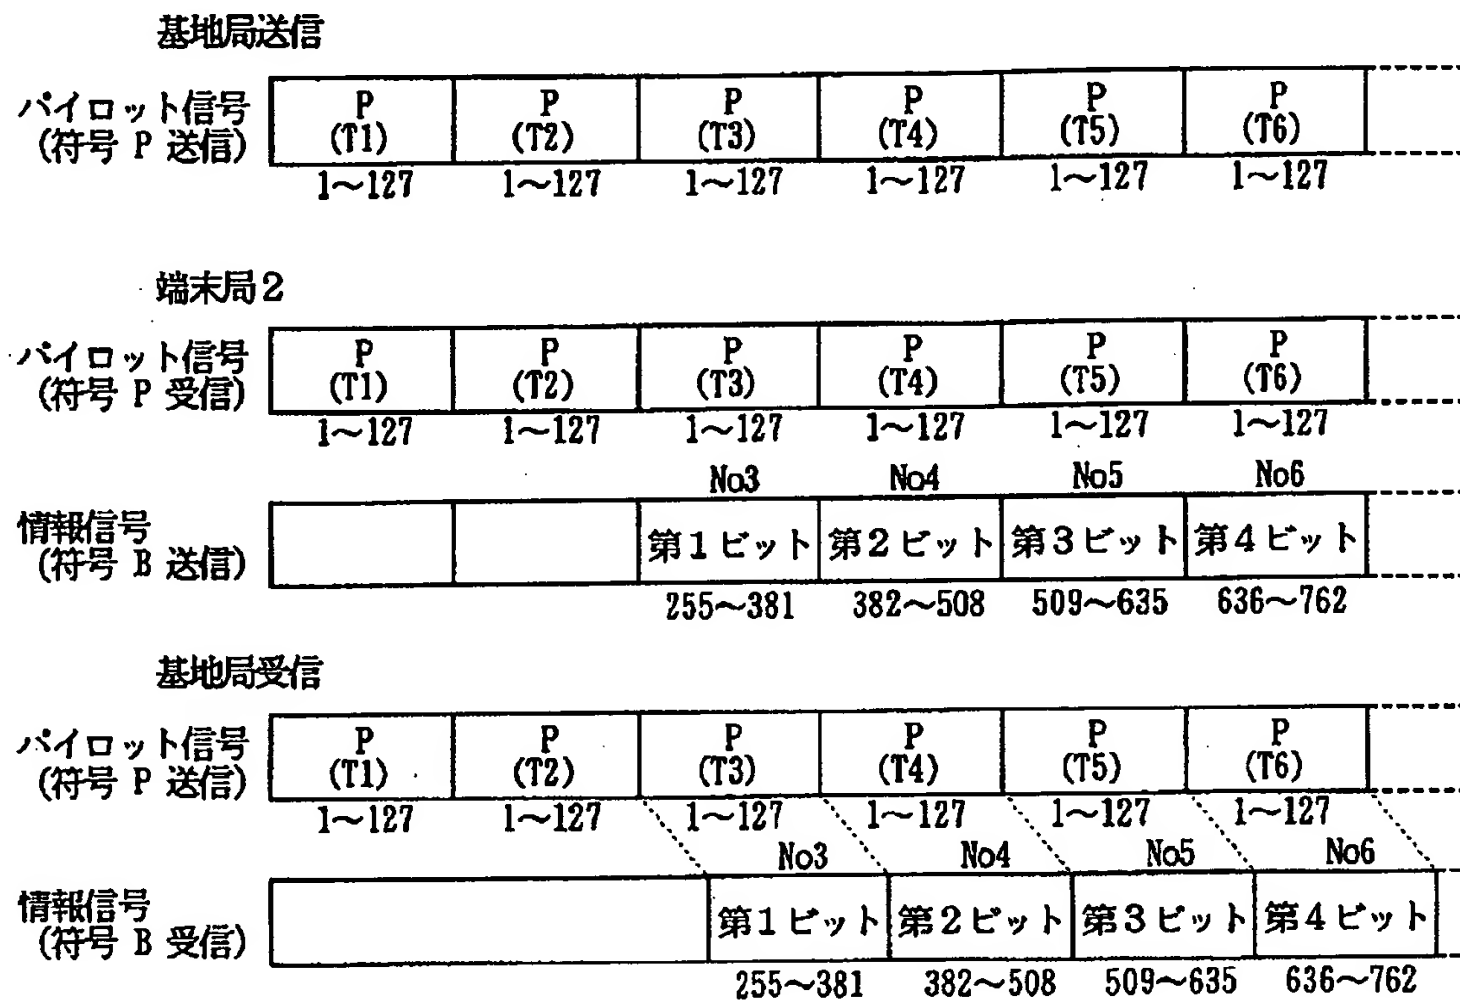 基地局送信
パイロット信号
(符号 P 送信)
P P P P P P
(T1) (T2) (T3) (T4) (T5) (T6)
1～127 1～127 1～127 1～127 1～127 1～127
端末局2
パイロット信号
(符号 P 受信)
P P P P P P
(T1) (T2) (T3) (T4) (T5) (T6)
1～127 1～127 1～127 1～127 1～127 1～127
No3 No4 No5 No6
情報信号
(符号 B 送信)
第1ビット 第2ビット 第3ビット 第4ビット
255～381 382～508 509～635 636～762
基地局受信
パイロット信号
(符号 P 送信)
P P P P P P
(T1) (T2) (T3) (T4) (T5) (T6)
1～127 1～127 1～127 1～127 1～127 1～127
No3 No4 No5 No6
情報信号
(符号 B 受信)
第1ビット 第2ビット 第3ビット 第4ビット
255～381 382～508 509～635 636～762